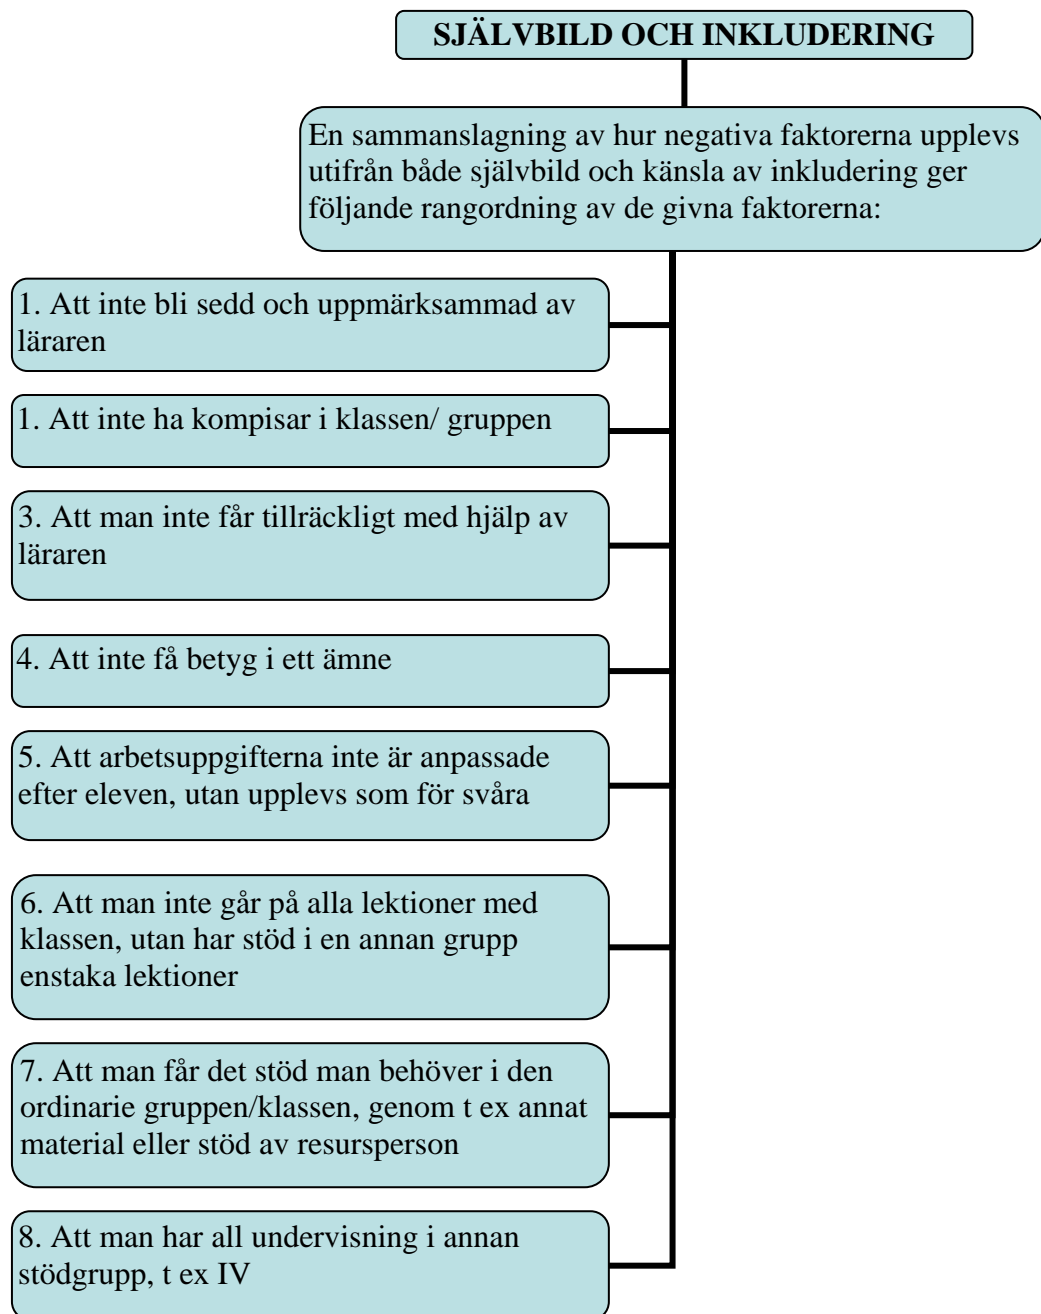 SJÄLVBILD OCH INKLUDERING
En sammanslagning av hur negativa faktorerna upplevs
utifrån både självbild och känsla av inkludering ger
följande rangordning av de givna faktorerna:
1. Att inte bli sedd och uppmärksammad av
läraren
1. Att inte ha kompisar i klassen/ gruppen
3. Att man inte får tillräckligt med hjälp av
läraren
4. Att inte få betyg i ett ämne
5. Att arbetsuppgifterna inte är anpassade
efter eleven, utan upplevs som för svåra
6. Att man inte går på alla lektioner med
klassen, utan har stöd i en annan grupp
enstaka lektioner
7. Att man får det stöd man behöver i den
ordinarie gruppen/klassen, genom t ex annat
material eller stöd av resursperson
8. Att man har all undervisning i annan
stödgrupp, t ex IV